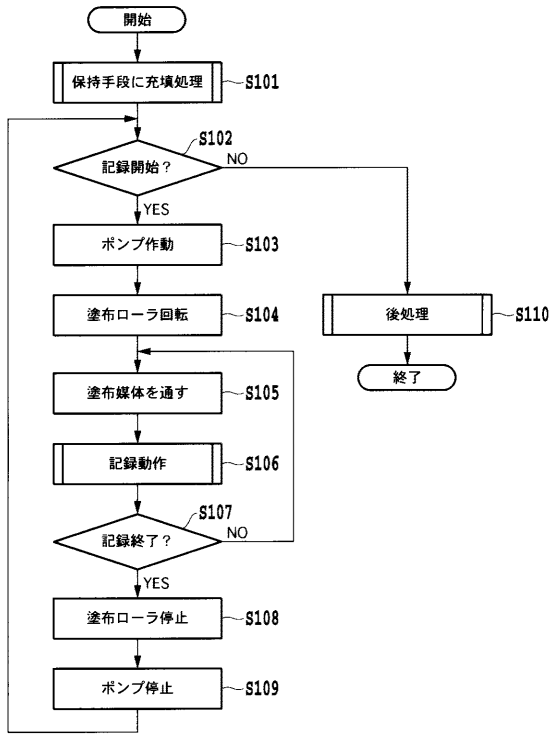 開始
保持手段に充填処理
S101
S102
記録開始？
NO
YES
ポンプ作動
S103
塗布ローラ回転
S104
後処理
S110
終了
塗布媒体を通す
S105
記録動作
S106
S107
記録終了？
NO
YES
塗布ローラ停止
S108
ポンプ停止
S109